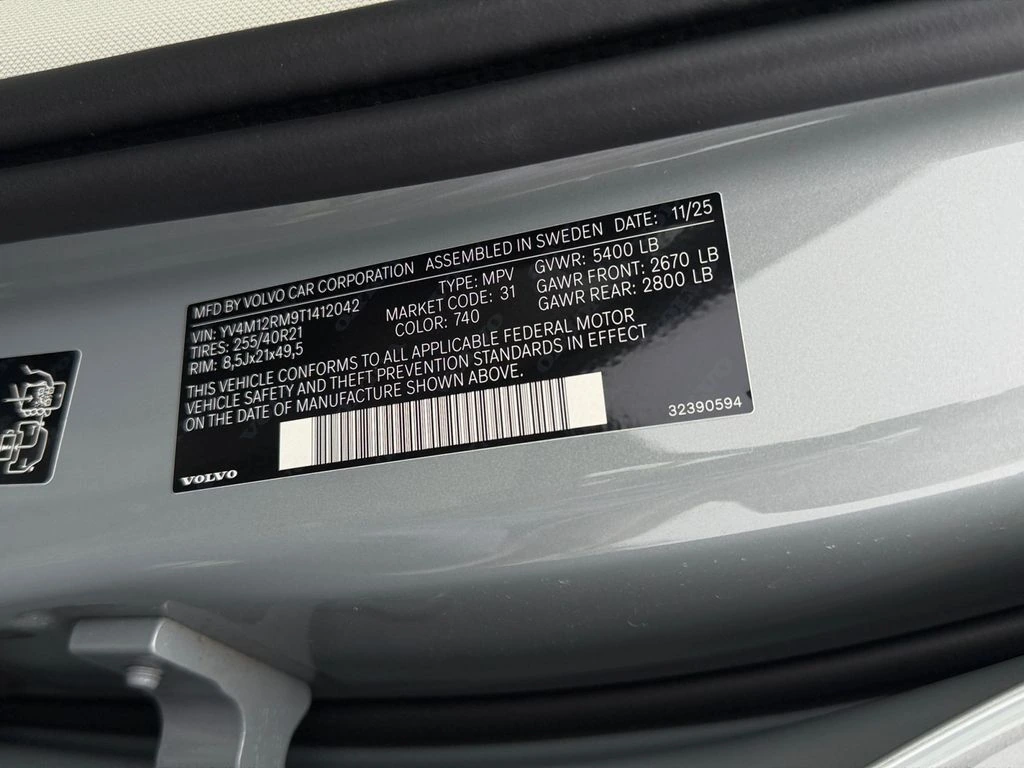 MFD BY VOLVO CAR CORPORATION ASSEMBLED IN SWEDEN DATE: 11/25
VIN: YV4M12RM9T1412042 TYPE: MPV GVWR: 5400 LB
TIRES: 255/40R21 MARKET CODE: 31 GAWR FRONT: 2670 LB
RIM: 8,5Jx21x49,5 COLOR: 740 GAWR REAR: 2800 LB
THIS VEHICLE CONFORMS TO ALL APPLICABLE FEDERAL MOTOR
VEHICLE SAFETY AND THEFT PREVENTION STANDARDS IN EFFECT
ON THE DATE OF MANUFACTURE SHOWN ABOVE.
32390594
VOLVO